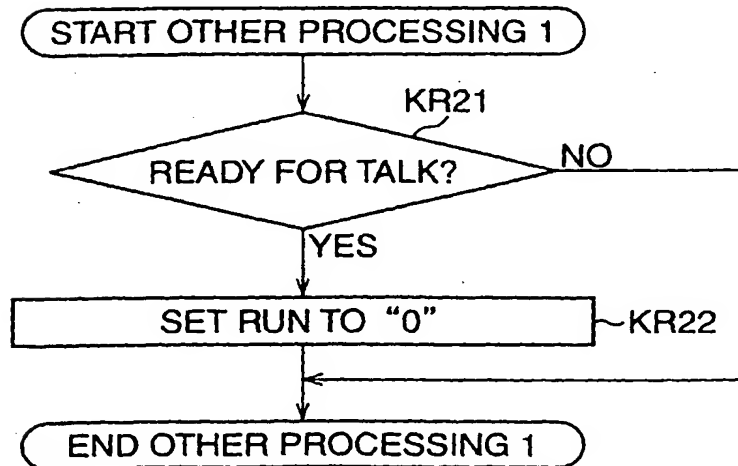 START OTHER PROCESSING 1
KR21
READY FOR TALK?
NO
YES
SET RUN TO “0”
KR22
END OTHER PROCESSING 1